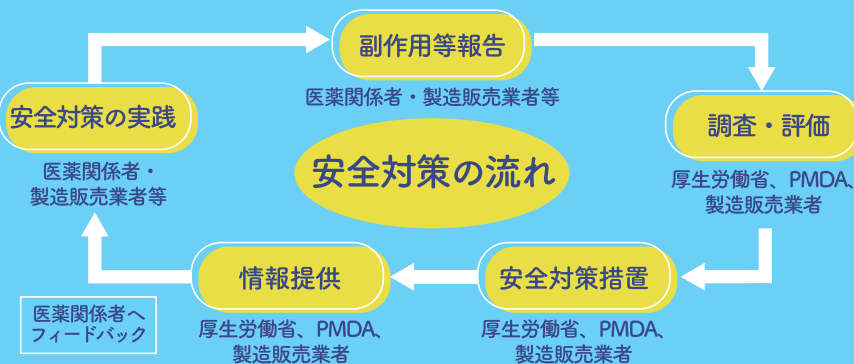 副作用等報告
医薬関係者・製造販売業者等
安全対策の実践
医薬関係者・
製造販売業者等
安全対策の流れ
調査・評価
厚生労働省、PMDA、
製造販売業者
情報提供
厚生労働省、PMDA、
製造販売業者
安全対策措置
厚生労働省、PMDA、
製造販売業者
医薬関係者へ
フィードバック